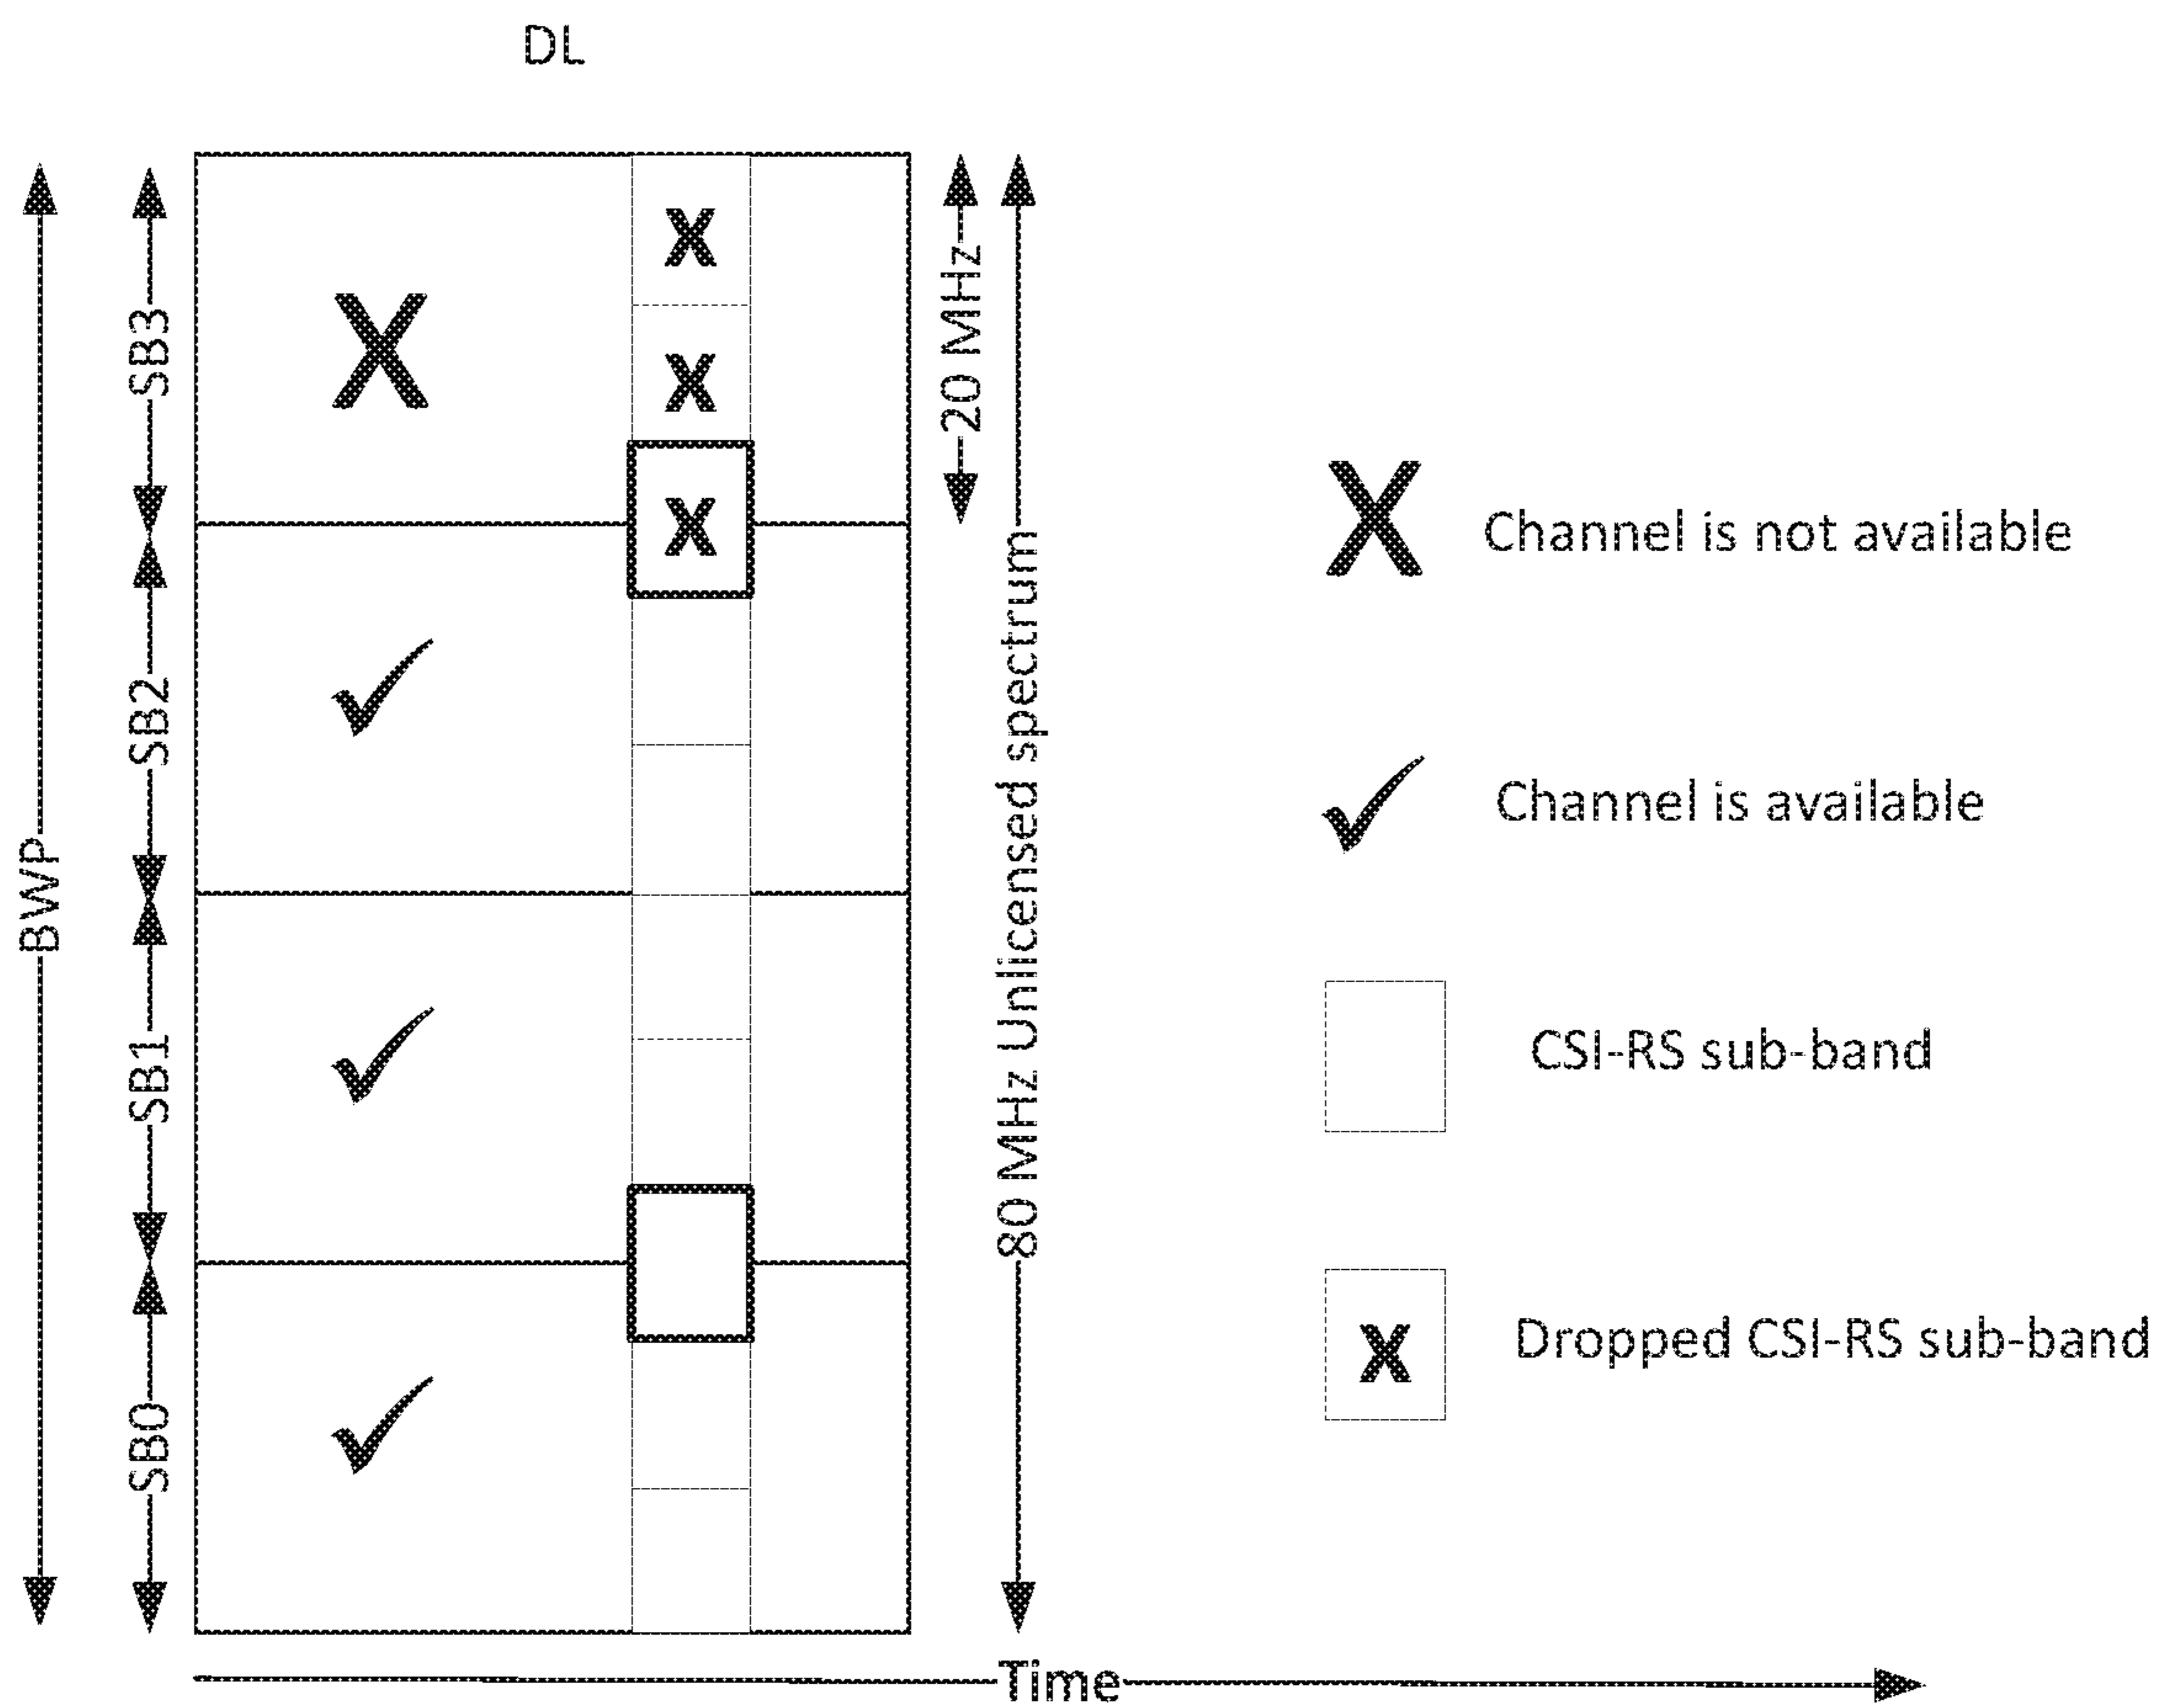 DL
BWP
SB3
SB2
SB1
SB0
20 MHz
80 MHz Unlicensed spectrum
Time
X Channel is not available
✓ Channel is available
CSI-RS sub-band
X Dropped CSI-RS sub-band